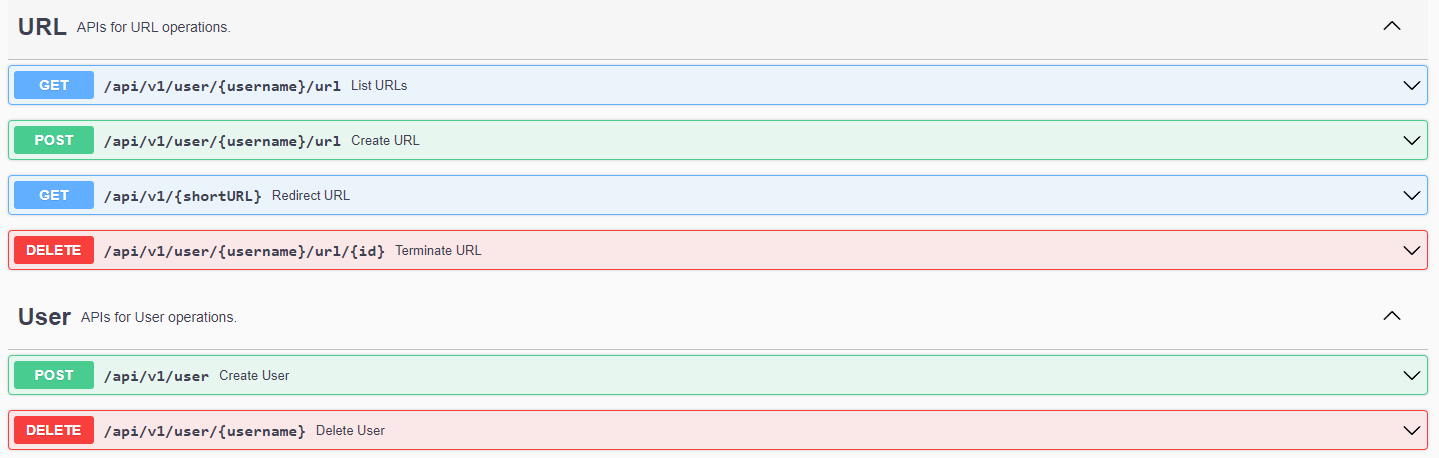 URL APIs for URL operations.
GET /api/v1/user/{username}/url List URLs
POST /api/v1/user/{username}/url Create URL
GET /api/v1/{shortURL} Redirect URL
DELETE /api/v1/user/{username}/url/{id} Terminate URL
User APIs for User operations.
POST /api/v1/user Create User
DELETE /api/v1/user/{username} Delete User